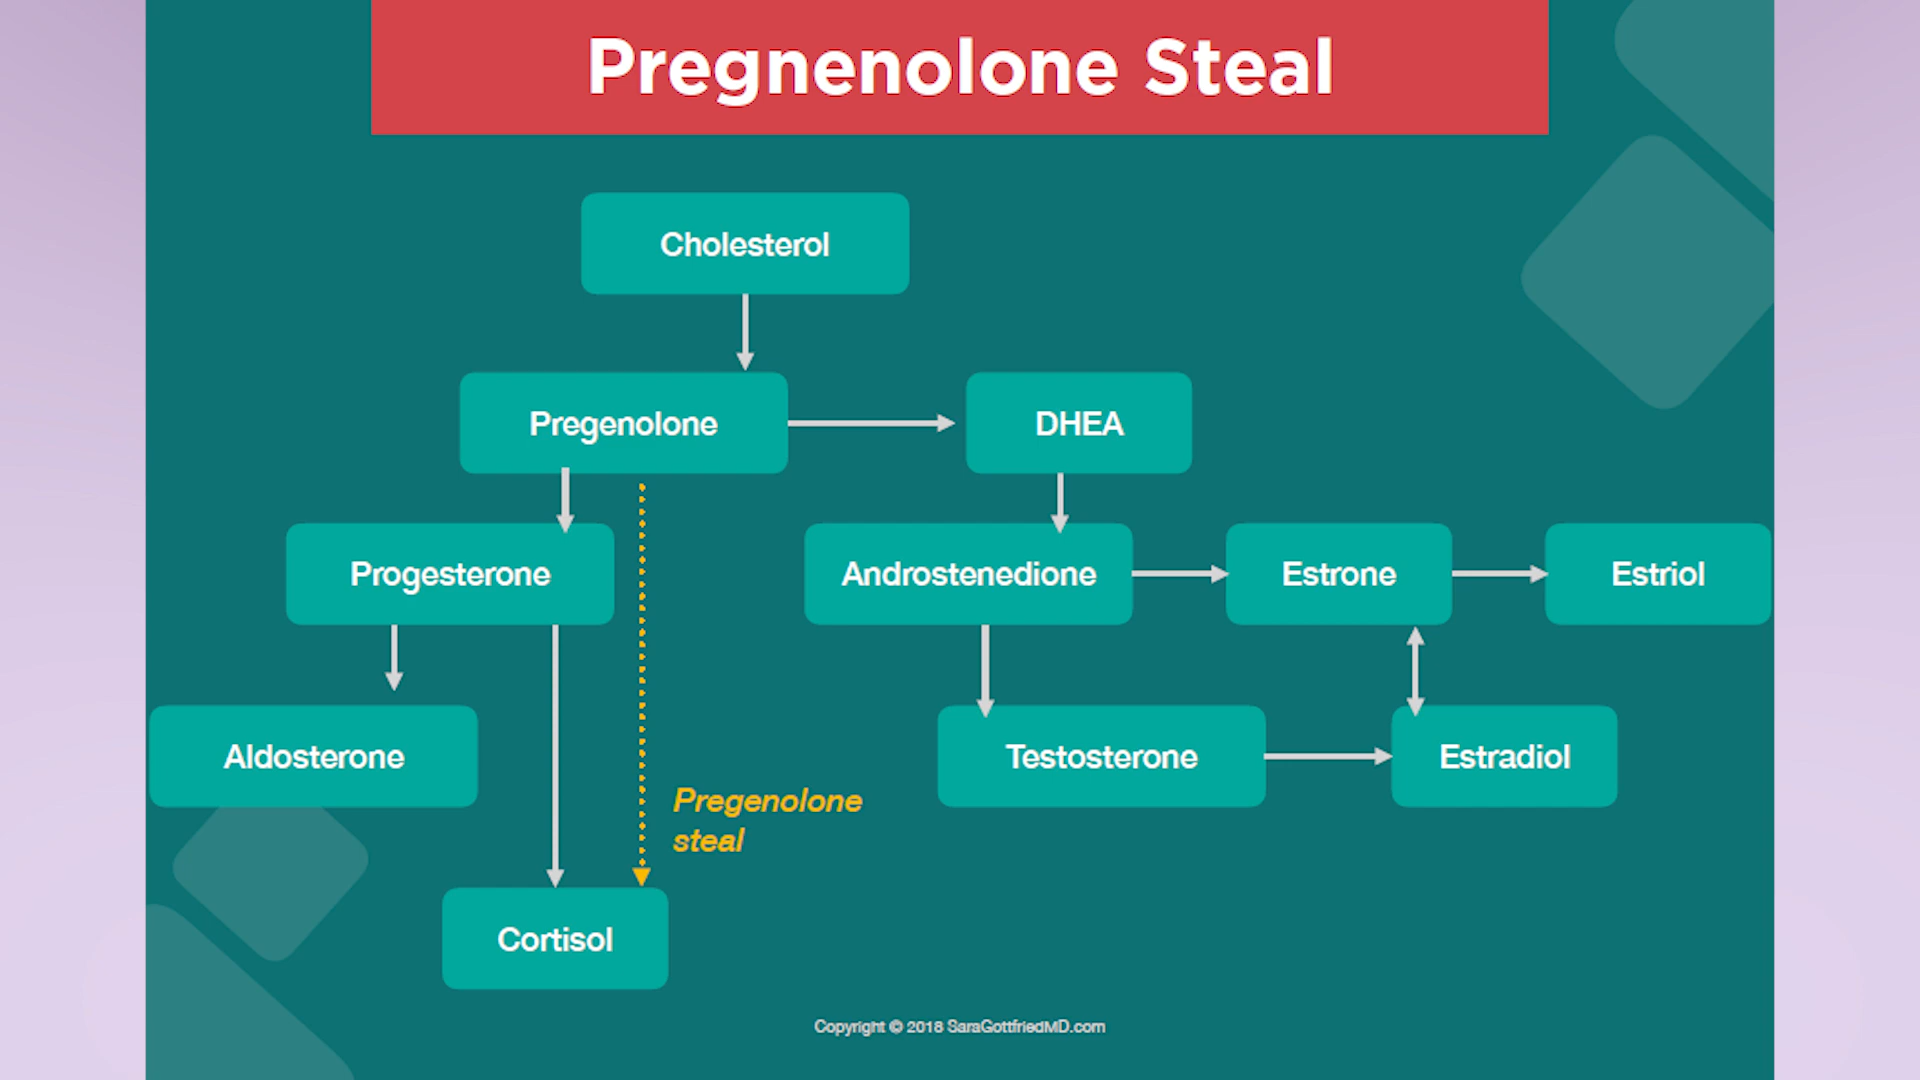 Pregnenolone Steal
Cholesterol
Pregenolone
DHEA
Progesterone
Androstenedione
Estrone
Estriol
Aldosterone
Testosterone
Estradiol
Pregenolone
steal
Cortisol
Copyright © 2018 SaraGottfriedMD.com